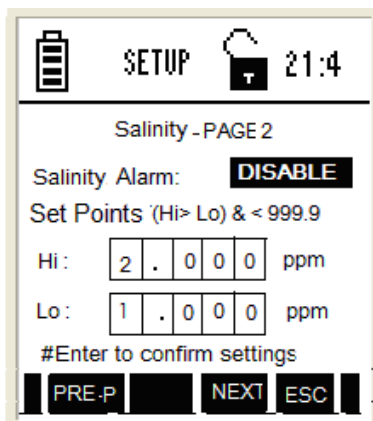 SETUP 21:4
Salinity - PAGE 2
Salinity Alarm: DISABLE
Set Points (Hi> Lo) & < 999.9
Hi : 2 . 0 0 0 ppm
Lo : 1 . 0 0 0 ppm
#Enter to confirm settings
PRE-P NEXT ESC